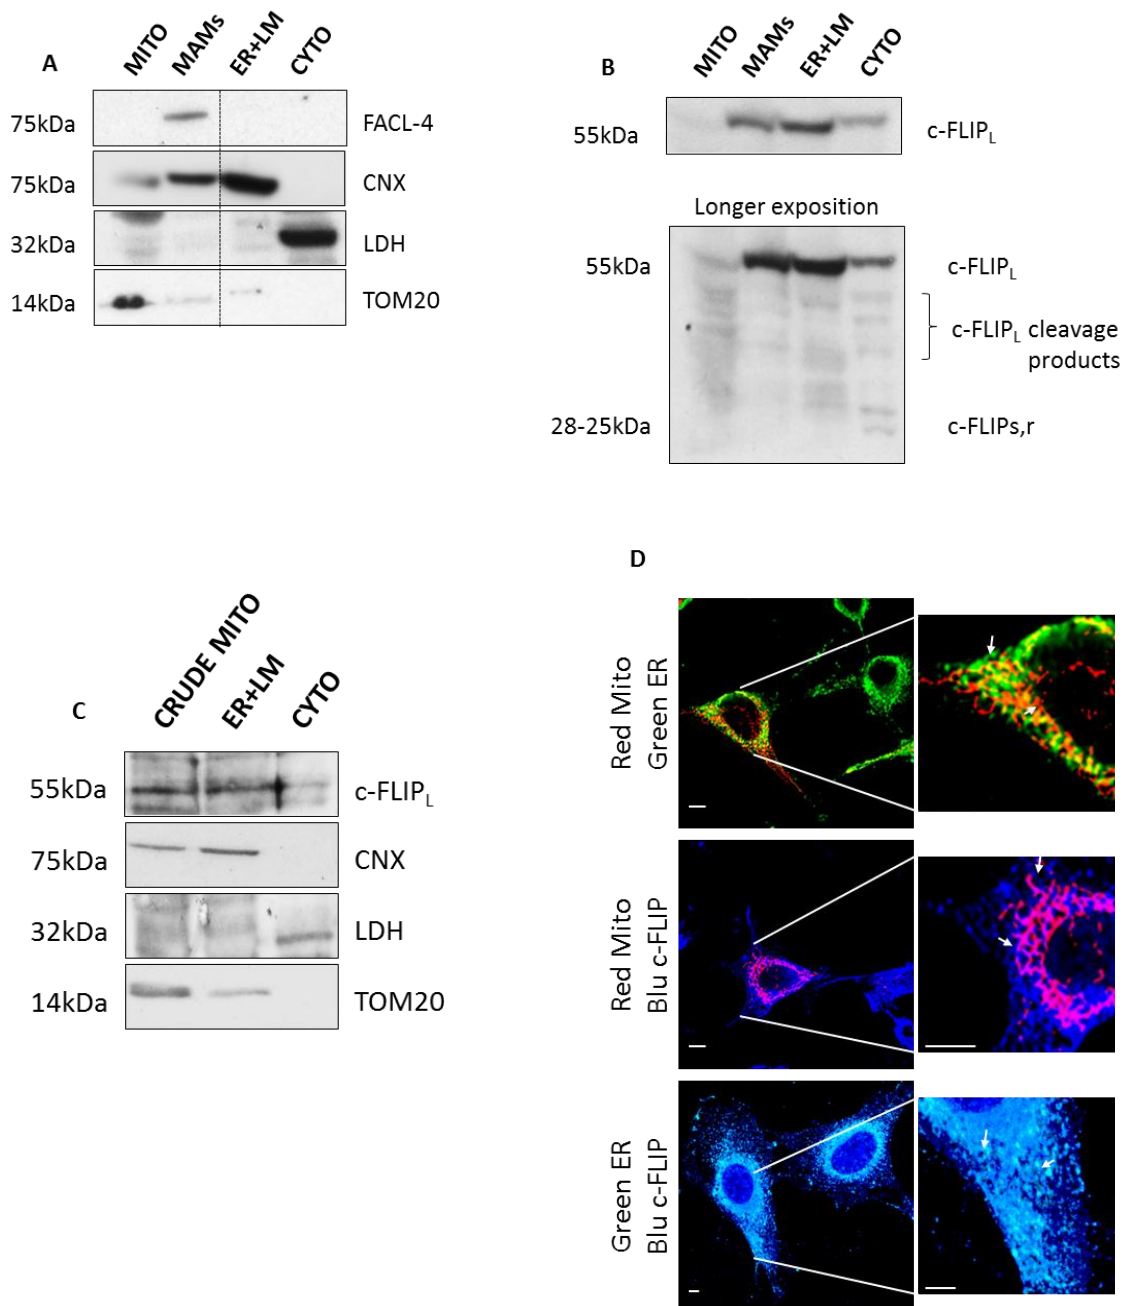 A
MITO MAMs ER+LM CYTO
75kDa FACL-4
75kDa CNX
32kDa LDH
14kDa TOM20
B
MITO MAMs ER+LM CYTO
55kDa c-FLIPL
Longer exposition
55kDa c-FLIPL
c-FLIPL cleavage
products
28-25kDa c-FLIPs,r
C
CRUDE MITO ER+LM CYTO
55kDa c-FLIPL
75kDa CNX
32kDa LDH
14kDa TOM20
D
Red Mito
Green ER
Red Mito
Blu c-FLIP
Green ER
Blu c-FLIP